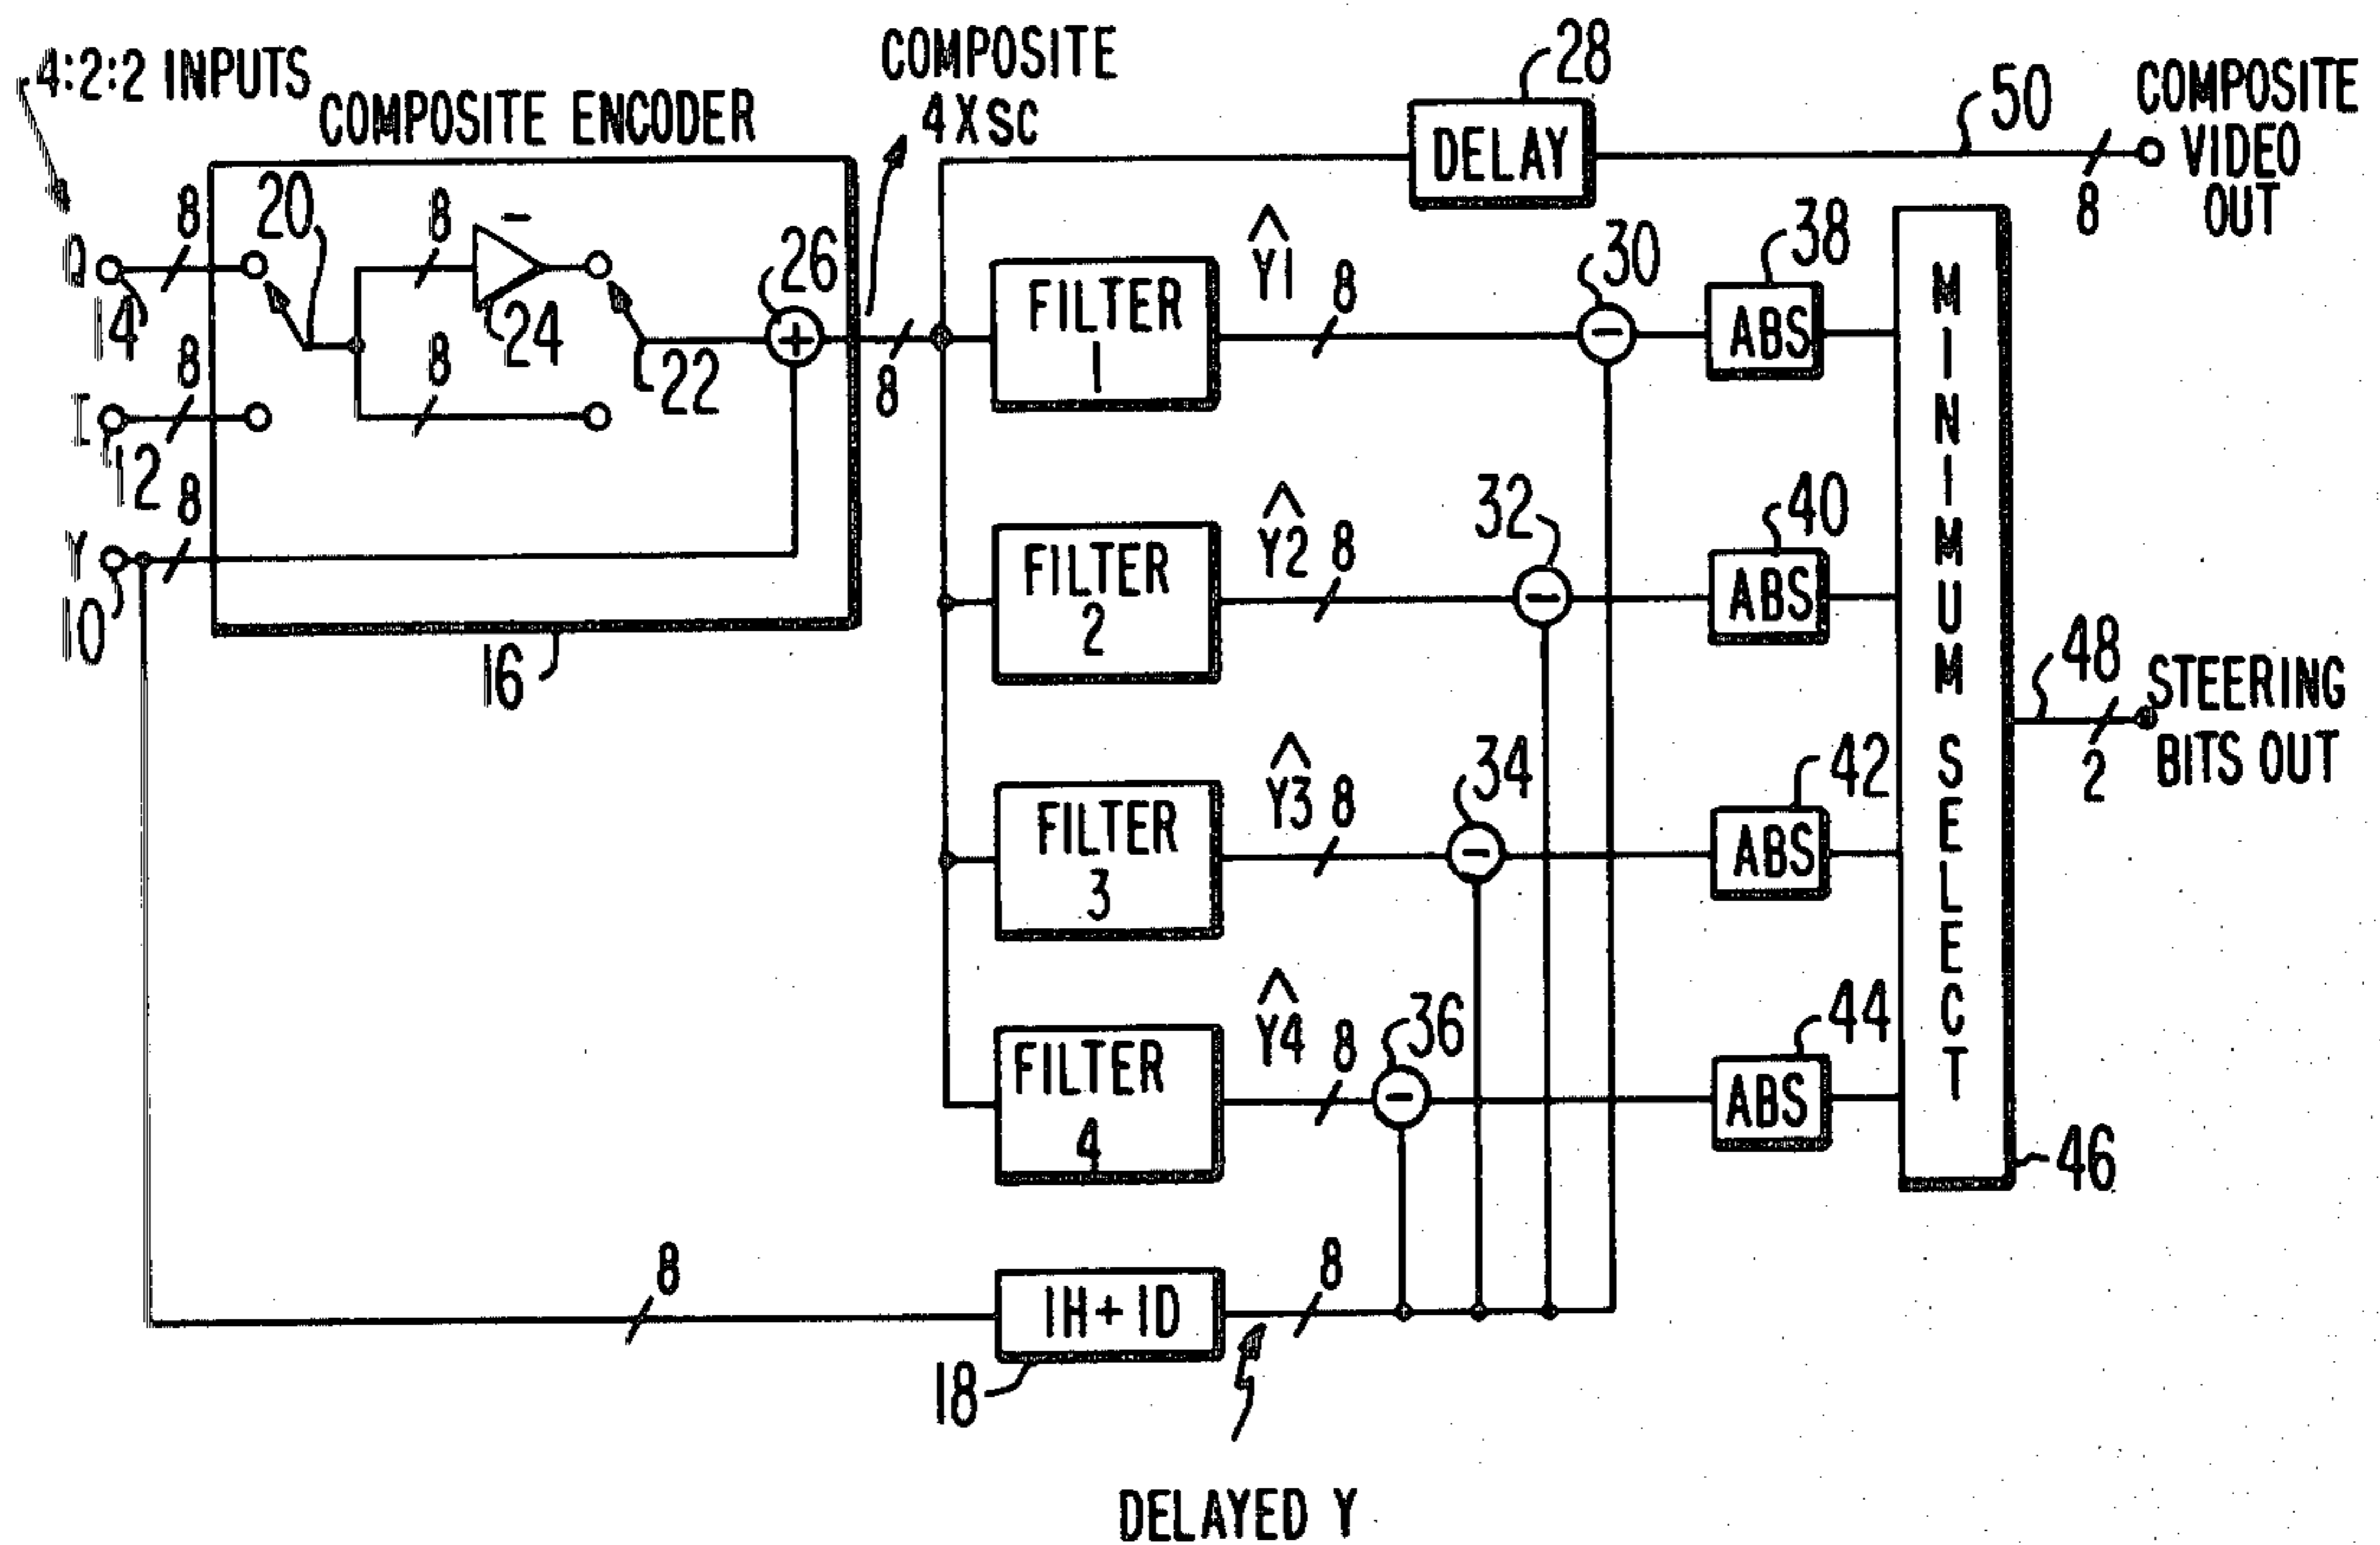 4:2:2 INPUTS
COMPOSITE ENCODER
COMPOSITE
4XSC
28
DELAY
50
COMPOSITE
VIDEO
OUT
8
Q
14
8
20
8
-
24
26
8
22
I
12
8
8
Y
10
8
16
FILTER
1
Ŷ1
8
30
38
ABS
FILTER
2
Ŷ2
8
32
40
ABS
FILTER
3
Ŷ3
8
34
42
ABS
FILTER
4
Ŷ4
8
36
44
ABS
MINIMUM SELECT
46
48
STEERING
BITS OUT
2
8
1H+1D
18
8
DELAYED Y